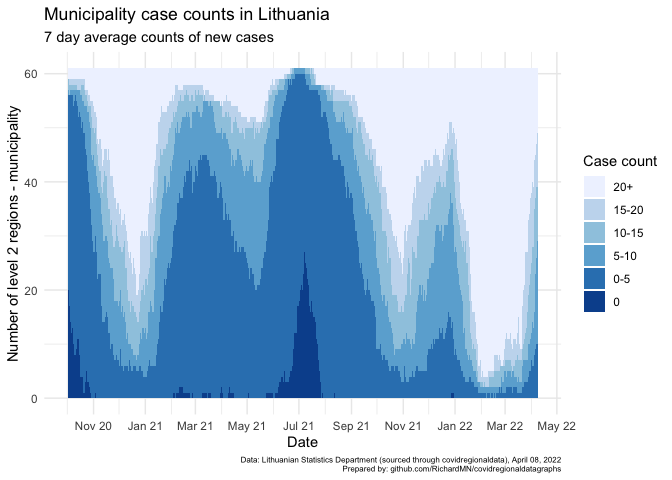 Municipality case counts in Lithuania
7 day average counts of new cases
Number of level 2 regions - municipality
60
40
20
0
Nov 20 Jan 21 Mar 21 May 21 Jul 21 Sep 21 Nov 21 Jan 22 Mar 22 May 22
Date
Case count
20+
15-20
10-15
5-10
0-5
0
Data: Lithuanian Statistics Department (sourced through covidregionaldata), April 08, 2022
Prepared by: github.com/RichardMN/covidregionaldatagraphs